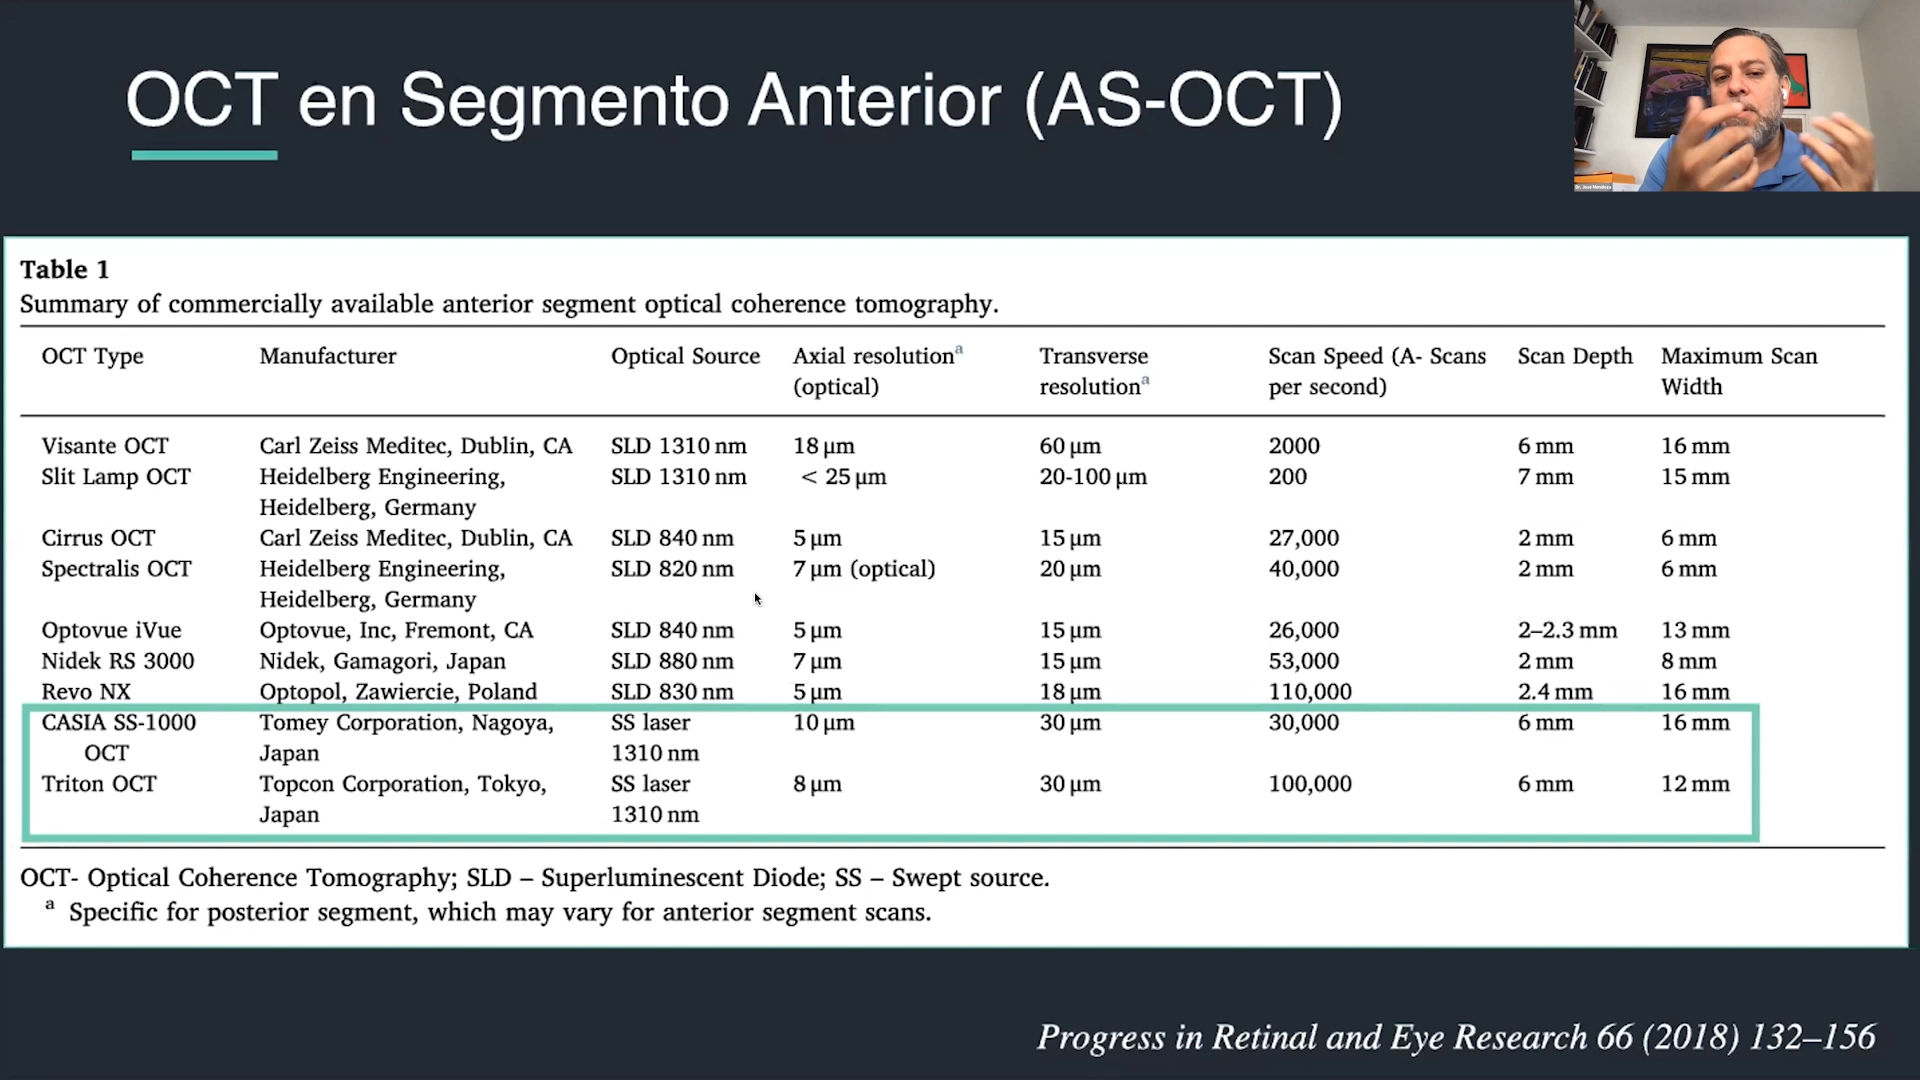 OCT en Segmento Anterior (AS-OCT)
Dr. Jose Mendoza
Table 1
Summary of commercially available anterior segment optical coherence tomography.
OCT Type Manufacturer Optical Source Axial resolutionᵃ (optical) Transverse resolutionᵃ Scan Speed (A- Scans per second) Scan Depth Maximum Scan Width
Visante OCT Carl Zeiss Meditec, Dublin, CA SLD 1310 nm 18 μm 60 μm 2000 6 mm 16 mm
Slit Lamp OCT Heidelberg Engineering, Heidelberg, Germany SLD 1310 nm < 25 μm 20-100 μm 200 7 mm 15 mm
Cirrus OCT Carl Zeiss Meditec, Dublin, CA SLD 840 nm 5 μm 15 μm 27,000 2 mm 6 mm
Spectralis OCT Heidelberg Engineering, Heidelberg, Germany SLD 820 nm 7 μm (optical) 20 μm 40,000 2 mm 6 mm
Optovue iVue Optovue, Inc, Fremont, CA SLD 840 nm 5 μm 15 μm 26,000 2–2.3 mm 13 mm
Nidek RS 3000 Nidek, Gamagori, Japan SLD 880 nm 7 μm 15 μm 53,000 2 mm 8 mm
Revo NX Optopol, Zawiercie, Poland SLD 830 nm 5 μm 18 μm 110,000 2.4 mm 16 mm
CASIA SS-1000 OCT Tomey Corporation, Nagoya, Japan SS laser 1310 nm 10 μm 30 μm 30,000 6 mm 16 mm
Triton OCT Topcon Corporation, Tokyo, Japan SS laser 1310 nm 8 μm 30 μm 100,000 6 mm 12 mm
OCT- Optical Coherence Tomography; SLD – Superluminescent Diode; SS – Swept source.
ᵃ Specific for posterior segment, which may vary for anterior segment scans.
Progress in Retinal and Eye Research 66 (2018) 132–156